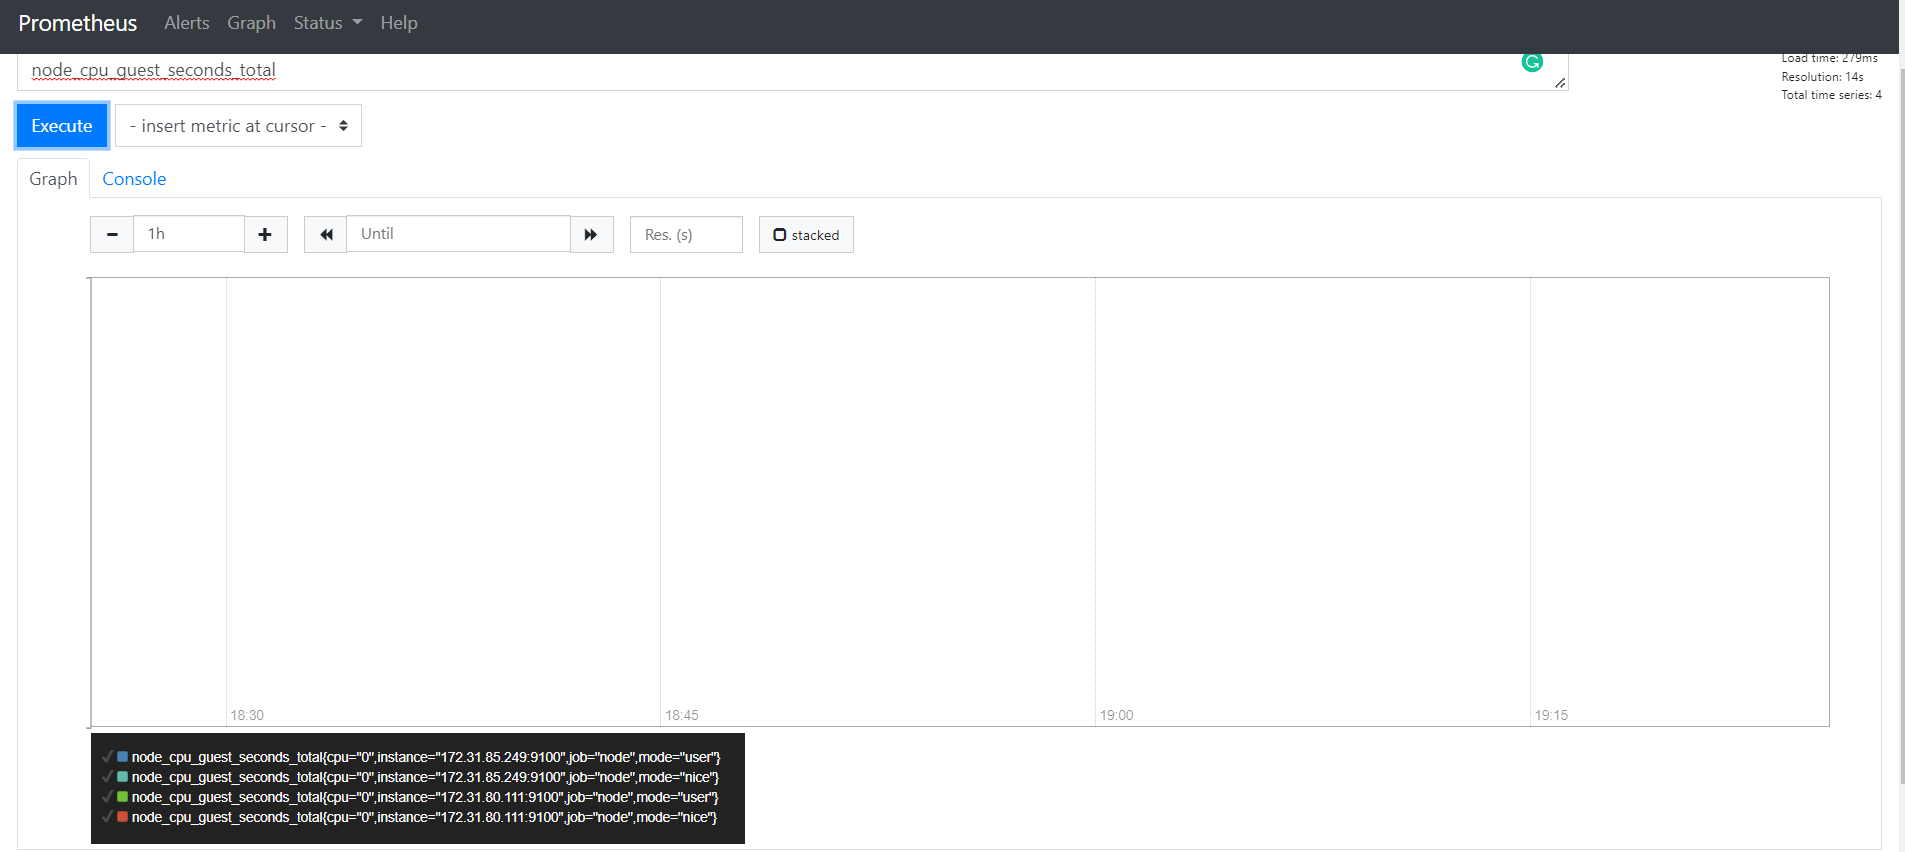 Prometheus Alerts Graph Status Help
node_cpu_guest_seconds_total
Load time: 279ms
Resolution: 14s
Total time series: 4
Execute - insert metric at cursor -
Graph Console
1h Until Res. (s) stacked
18:30 18:45 19:00 19:15
node_cpu_guest_seconds_total{cpu="0",instance="172.31.85.249:9100",job="node",mode="user"}
node_cpu_guest_seconds_total{cpu="0",instance="172.31.85.249:9100",job="node",mode="nice"}
node_cpu_guest_seconds_total{cpu="0",instance="172.31.80.111:9100",job="node",mode="user"}
node_cpu_guest_seconds_total{cpu="0",instance="172.31.80.111:9100",job="node",mode="nice"}